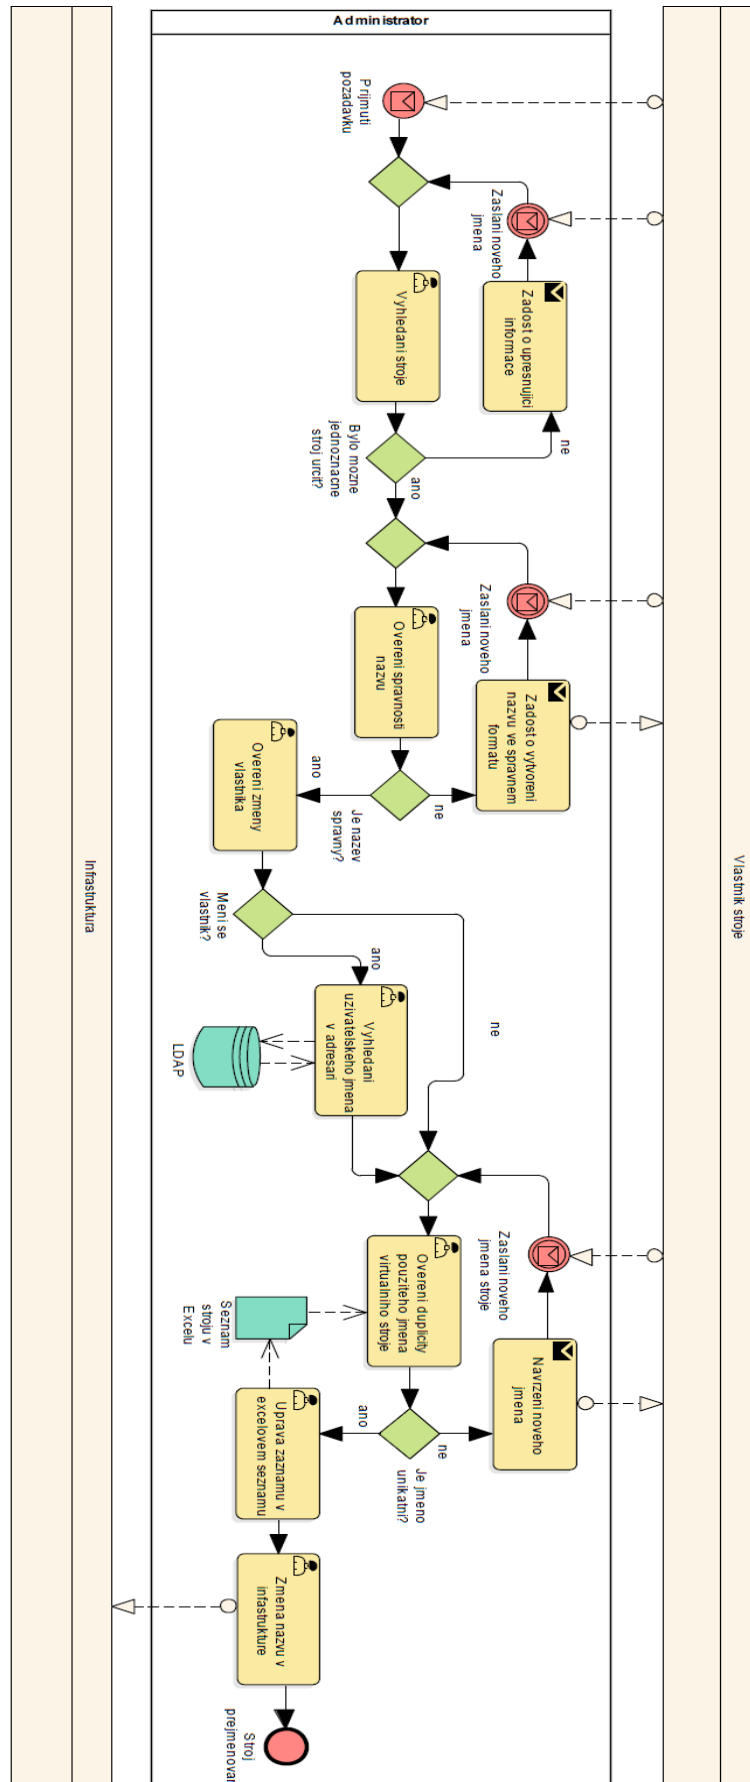 Administrator
Prijmuti
pozadavku
Zaslani noveho
jmena
Zadost o upresnujici
informace
Vyhledani stroje
ne
Bylo mozne
jednoznacne
stroj urcit?
ano
Zaslani noveho
jmena
Overeni spravnosti
nazvu
Zadost o vytvoreni
nazvu ve spravnem
formatu
ano
ne
Je nazev
spravny?
Overeni zmeny
vlastnika
Meni se
vlastnik?
ano
ne
Vyhledani
uzivatelskeho jmena
v adresari
LDAP
Zaslani noveho
jmena stroje
Overeni duplicity
pouziteho jmena
virtualniho stroje
Seznam
stroju v
Excelu
Navrzeni noveho
jmena
ano
ne
Je jmeno
unikatni?
Uprava zaznamu v
excelovem seznamu
Zmena nazvu v
infastrukture
Stroj
prejmenovan
Infrastruktura
Vlastmik stroje